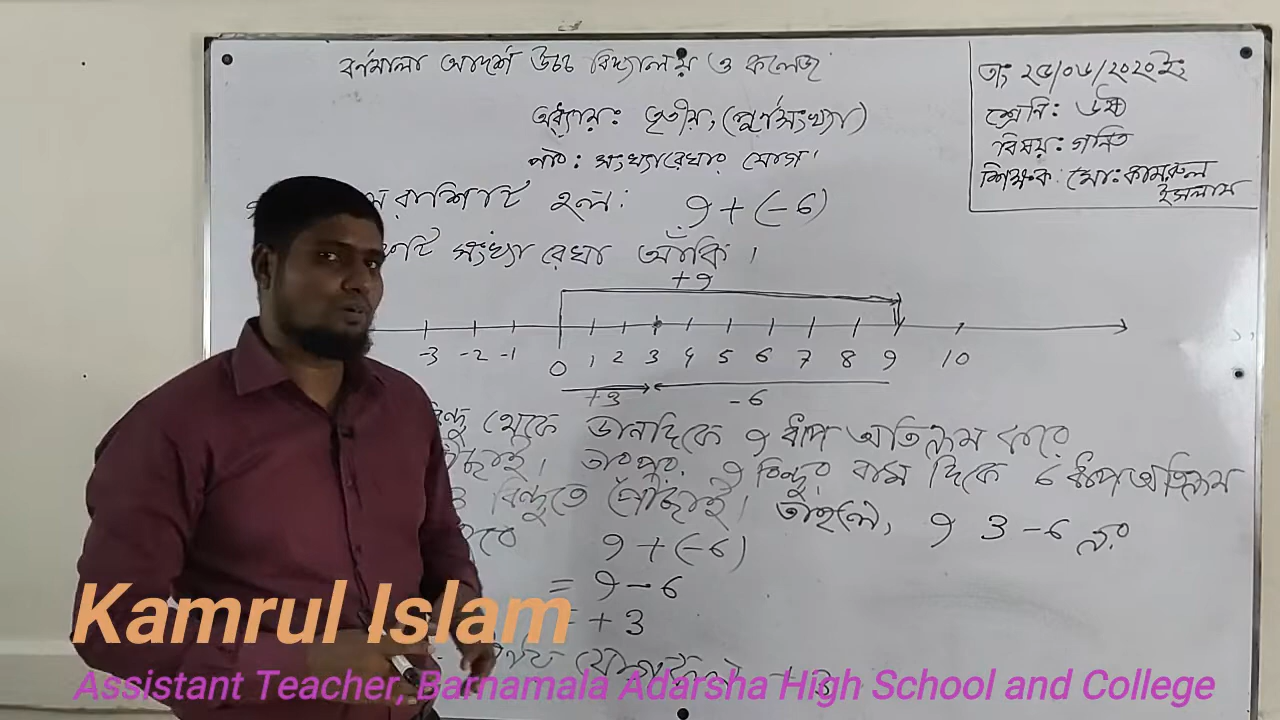 বর্ণমালা আদর্শ উচ্চ বিদ্যালয় ও কলেজ
অধ্যায়ঃ তৃতীয়, (পূর্ণসংখ্যা)
পাঠঃ সংখ্যারেখার যোগ।
তাং ২৫/০৬/২০২০ইং
শ্রেণিঃ ৬ষ্ঠ
বিষয়ঃ গনিত
শিক্ষকঃ মোঃ কামরুল
ইসলাম
রাশিটি হলঃ 9+(-6)
সংখ্যা রেখা আঁকি।
+9
-3 -2 -1 0 1 2 3 4 5 6 7 8 9 10
+3 -6
বিন্দু থেকে ডানদিকে 9 ধাপ অতিক্রম করে
পৌঁছাই। তারপর, 9 বিন্দুর বাম দিকে 6 ধাপ অতিক্রম
3 বিন্দুতে পৌঁছাই। তাহলে, 9 ও -6 এর
9+(-6)
= 9-6
= +3
যোগফল +3
Kamrul Islam
Assistant Teacher, Barnamala Adarsha High School and College